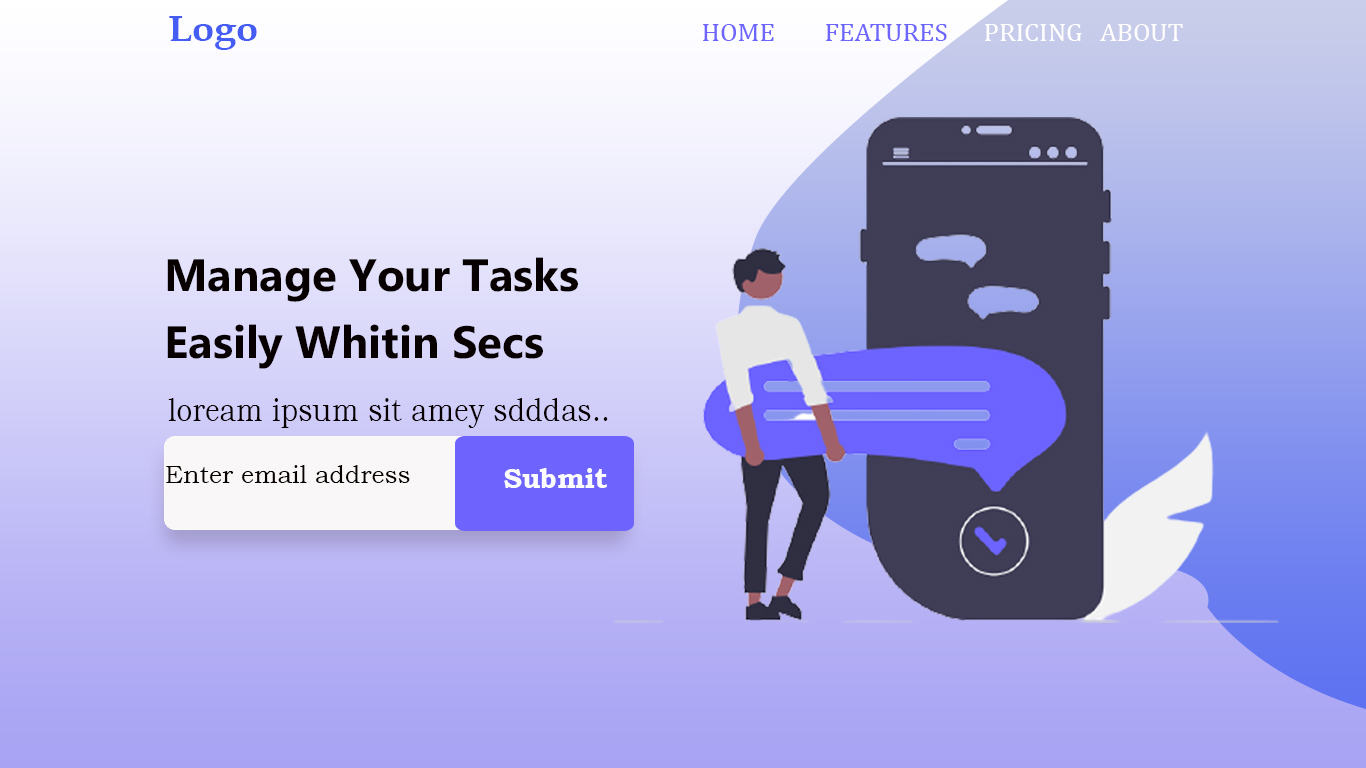 Logo
HOME FEATURES PRICING ABOUT
Manage Your Tasks
Easily Whitin Secs
loream ipsum sit amey sdddas..
Enter email address
Submit